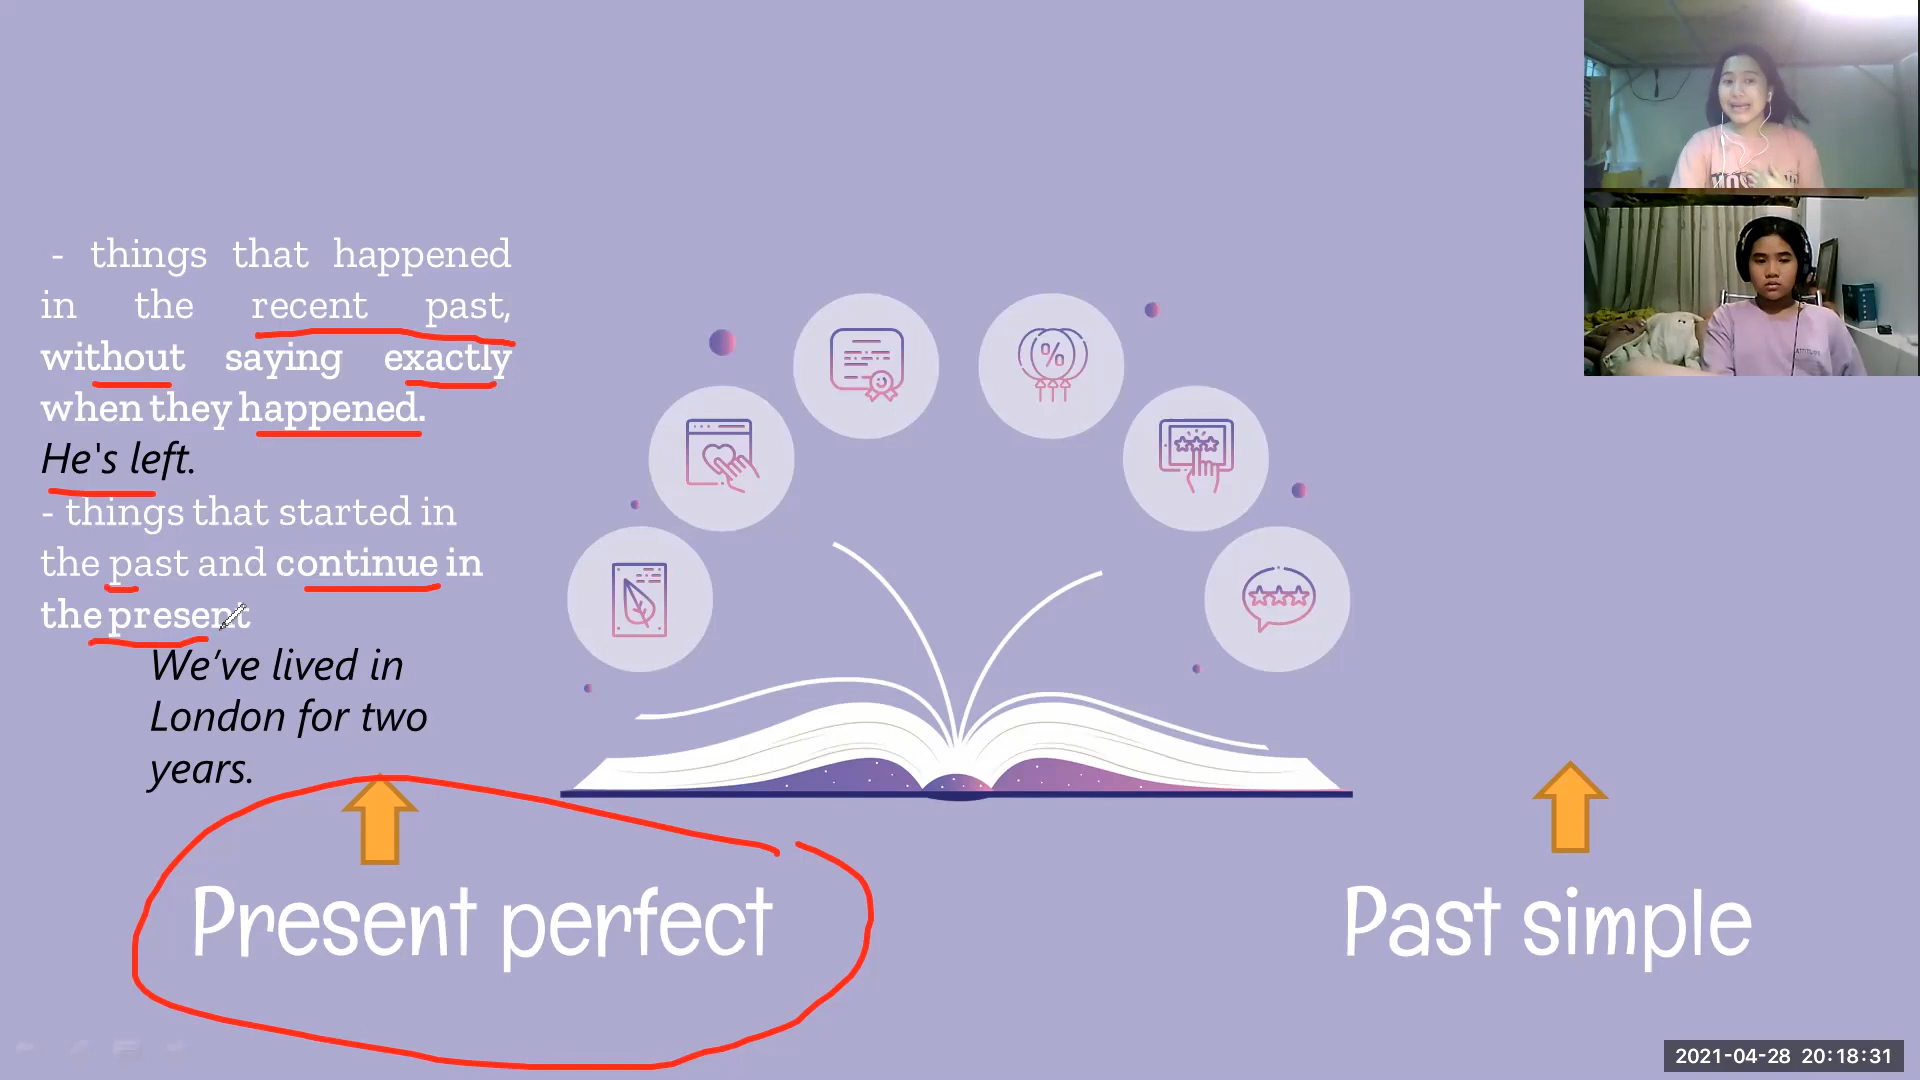 - things that happened
in the recent past,
without saying exactly
when they happened.
He's left.
- things that started in
the past and continue in
the present
We’ve lived in
London for two
years.
Present perfect
Past simple
%
2021-04-28 20:18:31